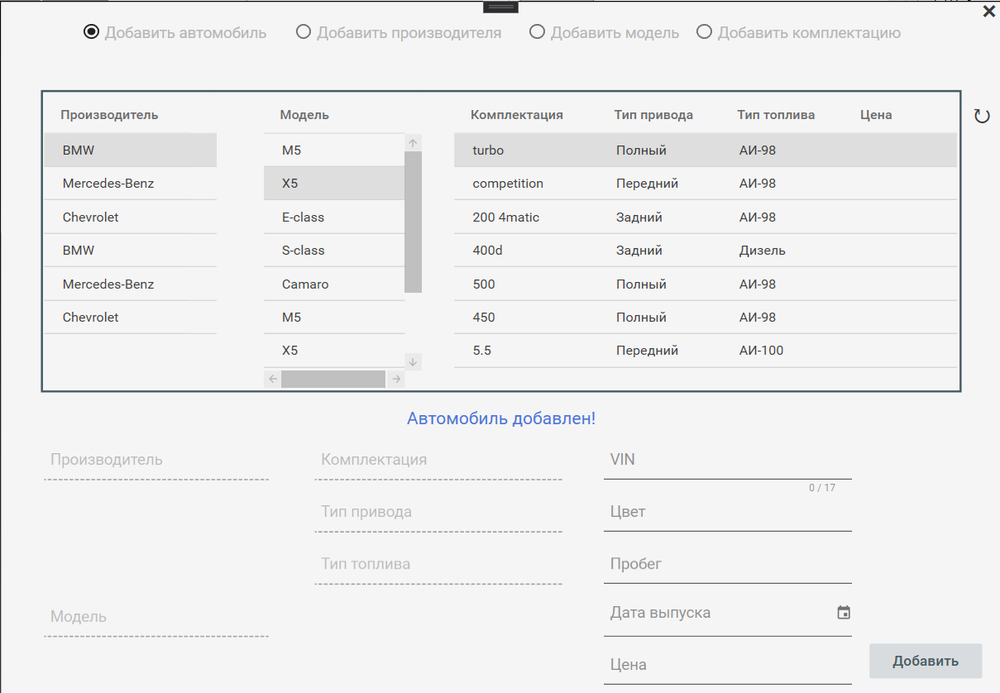 Добавить автомобиль Добавить производителя Добавить модель Добавить комплектацию
Производитель Модель Комплектация Тип привода Тип топлива Цена
BMW M5 turbo Полный АИ-98
Mercedes-Benz X5 competition Передний АИ-98
Chevrolet E-class 200 4matic Задний АИ-98
BMW S-class 400d Задний Дизель
Mercedes-Benz Camaro 500 Полный АИ-98
Chevrolet M5 450 Полный АИ-98
X5 5.5 Передний АИ-100
Автомобиль добавлен!
Производитель Комплектация VIN
0 / 17
Тип привода Цвет
Тип топлива Пробег
Модель Дата выпуска
Цена Добавить